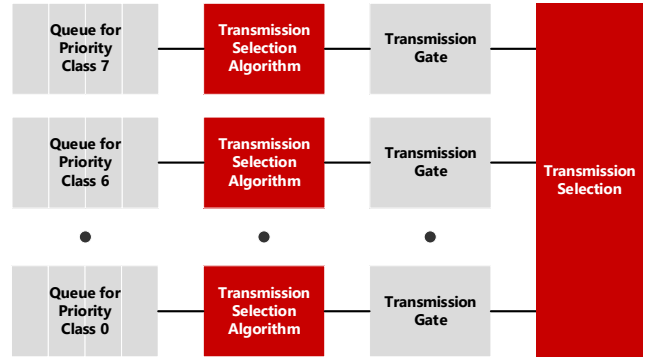 Queue for
Priority
Class 7
Transmission
Selection
Algorithm
Transmission
Gate
Queue for
Priority
Class 6
Transmission
Selection
Algorithm
Transmission
Gate
Transmission
Selection
Queue for
Priority
Class 0
Transmission
Selection
Algorithm
Transmission
Gate